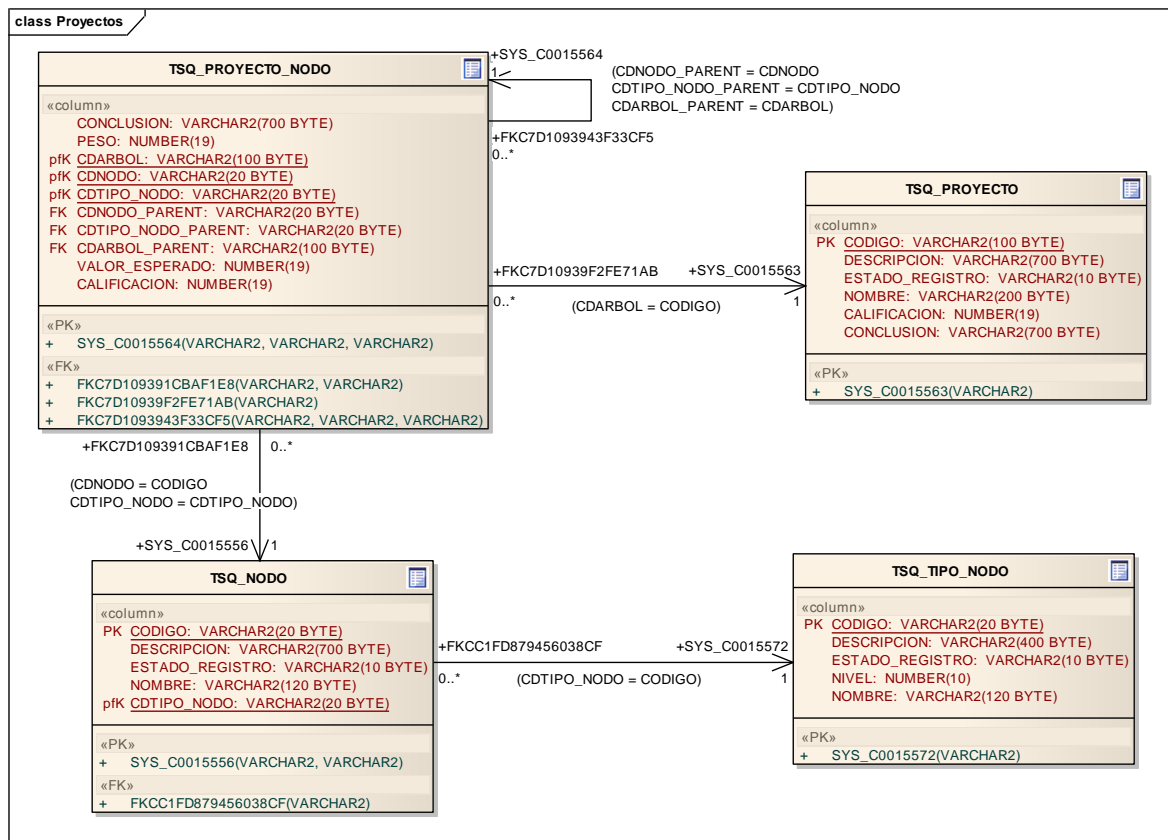 class Proyectos
TSQ_PROYECTO_NODO
«column»
CONCLUSION: VARCHAR2(700 BYTE)
PESO: NUMBER(19)
pfK CDARBOL: VARCHAR2(100 BYTE)
pfK CDNODO: VARCHAR2(20 BYTE)
pfK CDTIPO_NODO: VARCHAR2(20 BYTE)
FK CDNODO_PARENT: VARCHAR2(20 BYTE)
FK CDTIPO_NODO_PARENT: VARCHAR2(20 BYTE)
FK CDARBOL_PARENT: VARCHAR2(100 BYTE)
VALOR_ESPERADO: NUMBER(19)
CALIFICACION: NUMBER(19)
«PK»
+ SYS_C0015564(VARCHAR2, VARCHAR2, VARCHAR2)
«FK»
+ FKC7D109391CBAF1E8(VARCHAR2, VARCHAR2)
+ FKC7D10939F2FE71AB(VARCHAR2)
+ FKC7D1093943F33CF5(VARCHAR2, VARCHAR2, VARCHAR2)
+SYS_C0015564
1
(CDNODO_PARENT = CDNODO
CDTIPO_NODO_PARENT = CDTIPO_NODO
CDARBOL_PARENT = CDARBOL)
+FKC7D1093943F33CF5
0..*
+FKC7D10939F2FE71AB
0..*
(CDARBOL = CODIGO)
+SYS_C0015563
1
TSQ_PROYECTO
«column»
PK CODIGO: VARCHAR2(100 BYTE)
DESCRIPCION: VARCHAR2(700 BYTE)
ESTADO_REGISTRO: VARCHAR2(10 BYTE)
NOMBRE: VARCHAR2(200 BYTE)
CALIFICACION: NUMBER(19)
CONCLUSION: VARCHAR2(700 BYTE)
«PK»
+ SYS_C0015563(VARCHAR2)
+FKC7D109391CBAF1E8
0..*
(CDNODO = CODIGO
CDTIPO_NODO = CDTIPO_NODO)
+SYS_C0015556
1
TSQ_NODO
«column»
PK CODIGO: VARCHAR2(20 BYTE)
DESCRIPCION: VARCHAR2(700 BYTE)
ESTADO_REGISTRO: VARCHAR2(10 BYTE)
NOMBRE: VARCHAR2(120 BYTE)
pfK CDTIPO_NODO: VARCHAR2(20 BYTE)
«PK»
+ SYS_C0015556(VARCHAR2, VARCHAR2)
«FK»
+ FKCC1FD879456038CF(VARCHAR2)
+FKCC1FD879456038CF
0..*
(CDTIPO_NODO = CODIGO)
+SYS_C0015572
1
TSQ_TIPO_NODO
«column»
PK CODIGO: VARCHAR2(20 BYTE)
DESCRIPCION: VARCHAR2(400 BYTE)
ESTADO_REGISTRO: VARCHAR2(10 BYTE)
NIVEL: NUMBER(10)
NOMBRE: VARCHAR2(120 BYTE)
«PK»
+ SYS_C0015572(VARCHAR2)